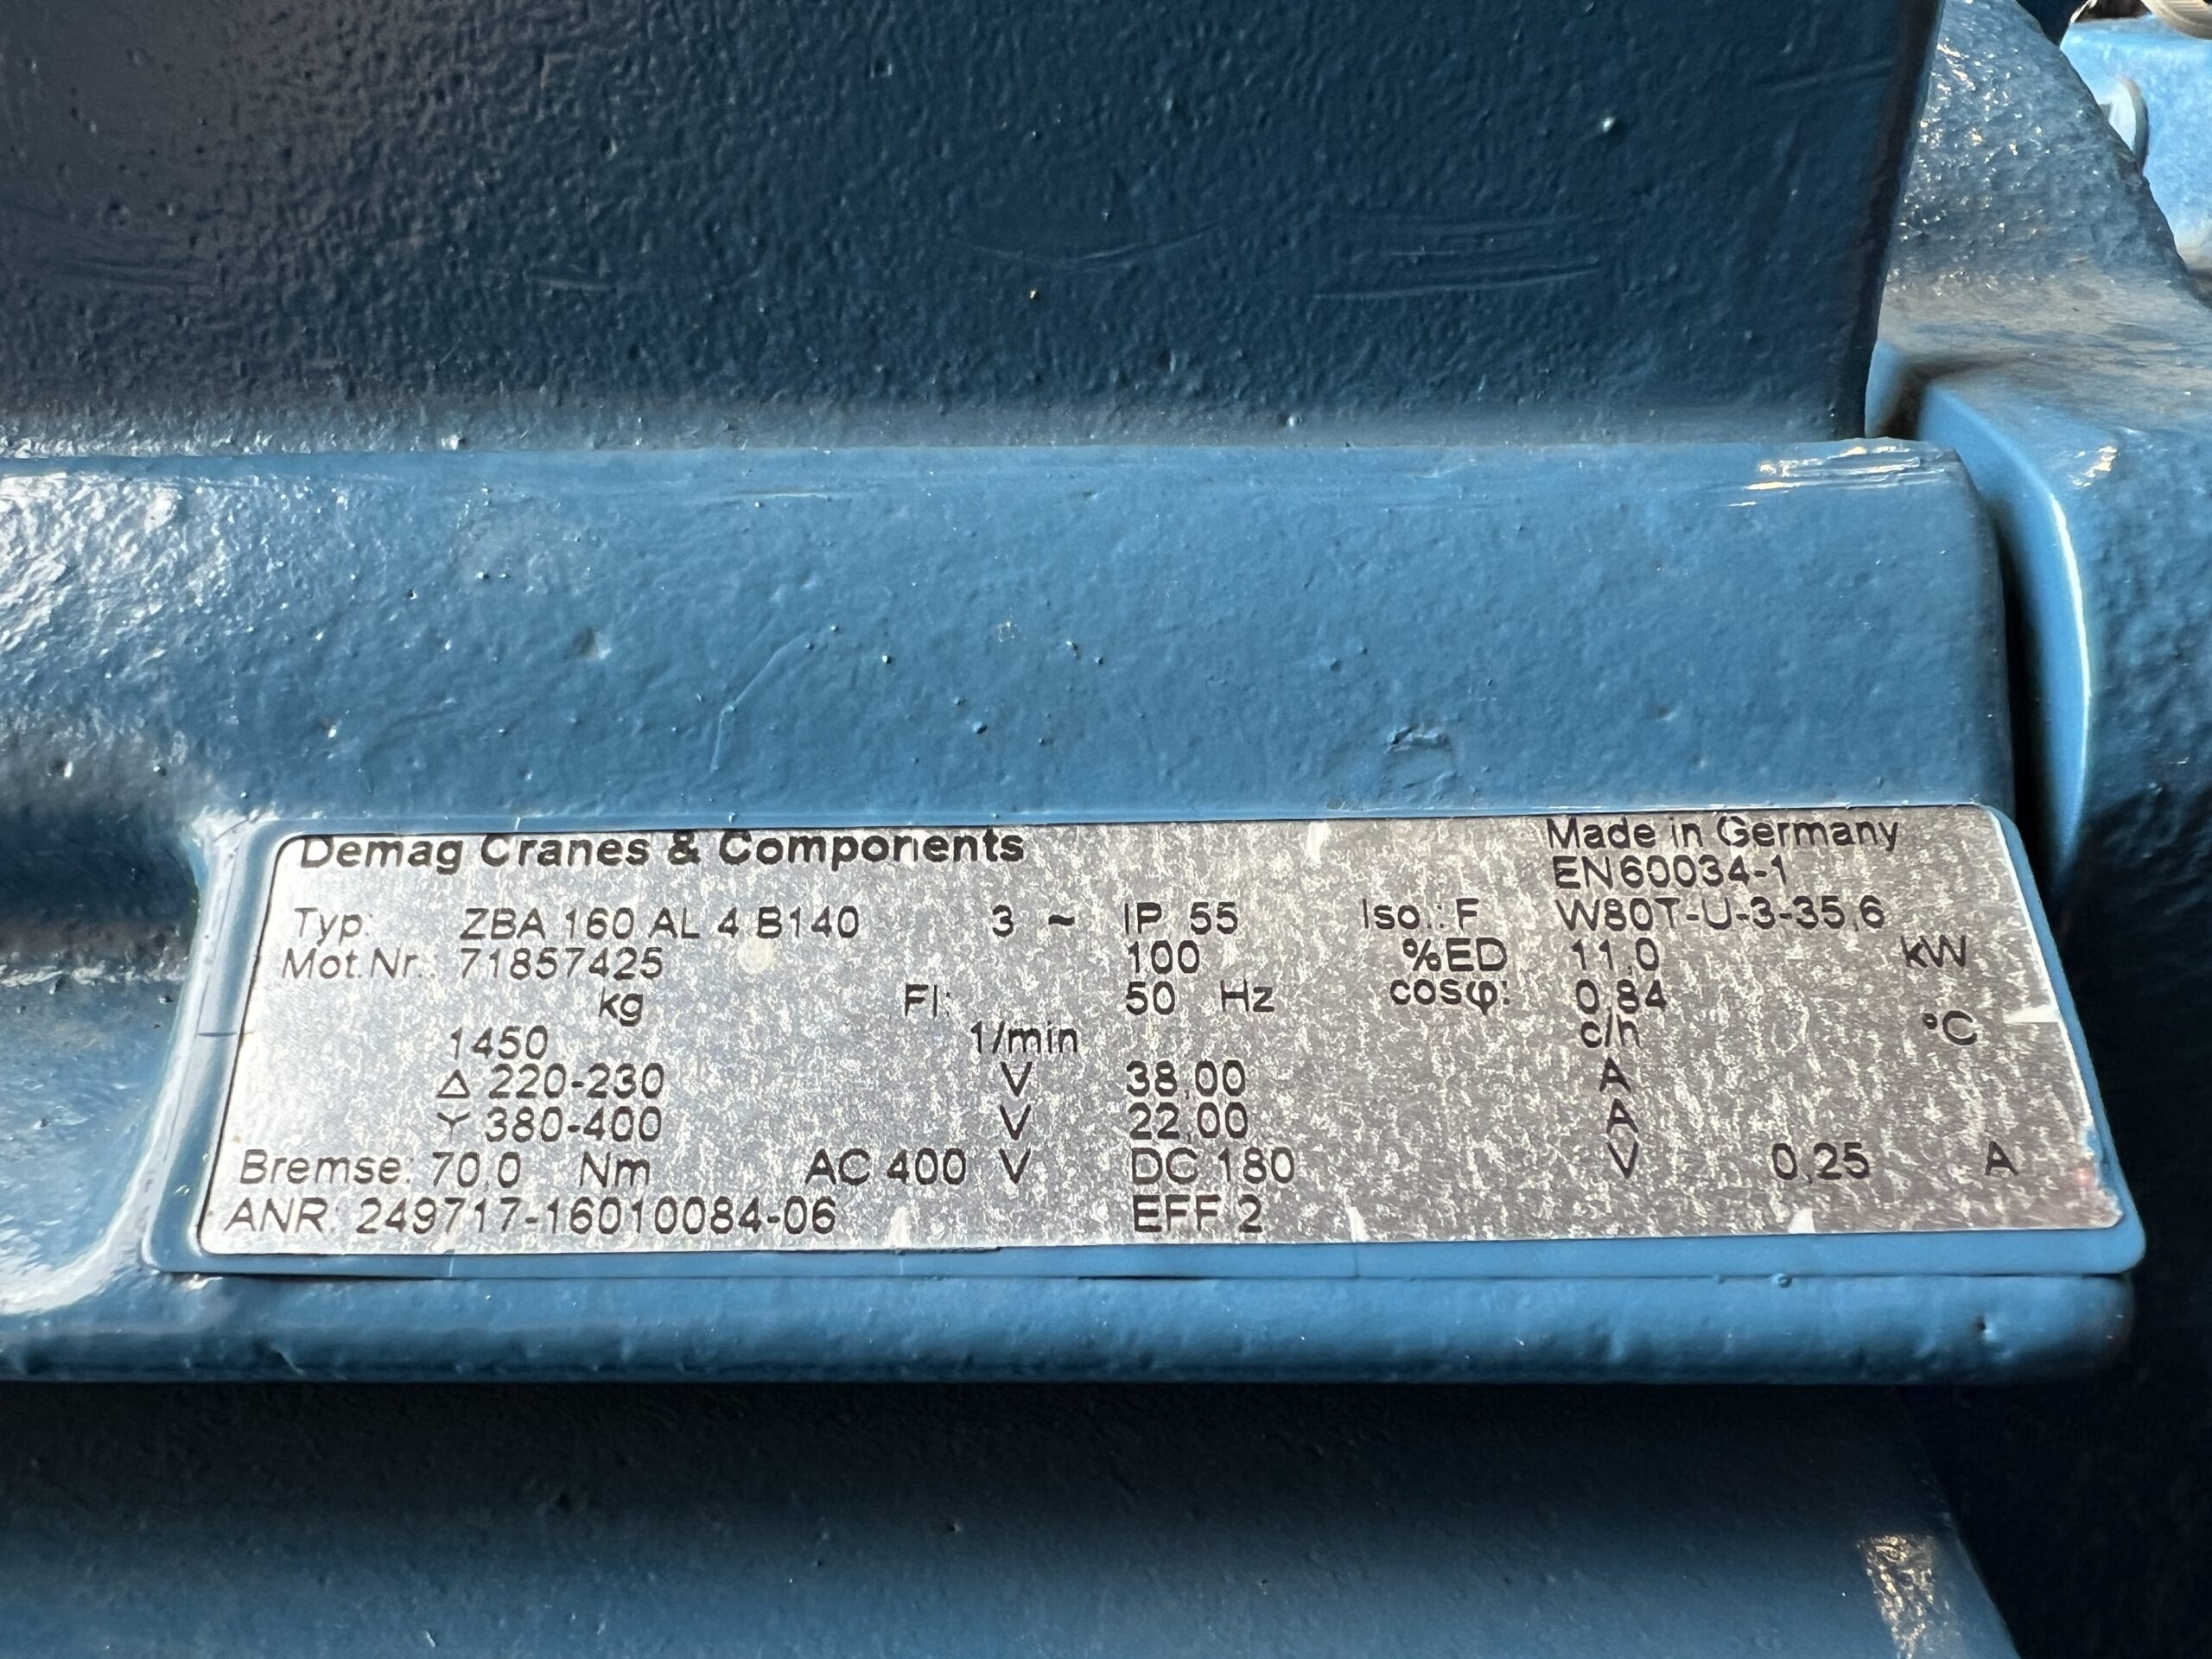 Demag Cranes & Components Made in Germany
EN60034-1
Typ: ZBA 160 AL 4 B140 3 ~ IP 55 Iso.: F W80T-U-3-35,6
Mot.Nr.: 71857425 100 %ED 11,0 kW
kg FI: 50 Hz cosφ: 0,84
1450 1/min c/h °C
Δ 220-230 V 38,00 A
Y 380-400 V 22,00 A
Bremse: 70,0 Nm AC 400 V DC 180 V 0,25 A
ANR: 249717-16010084-06 EFF 2